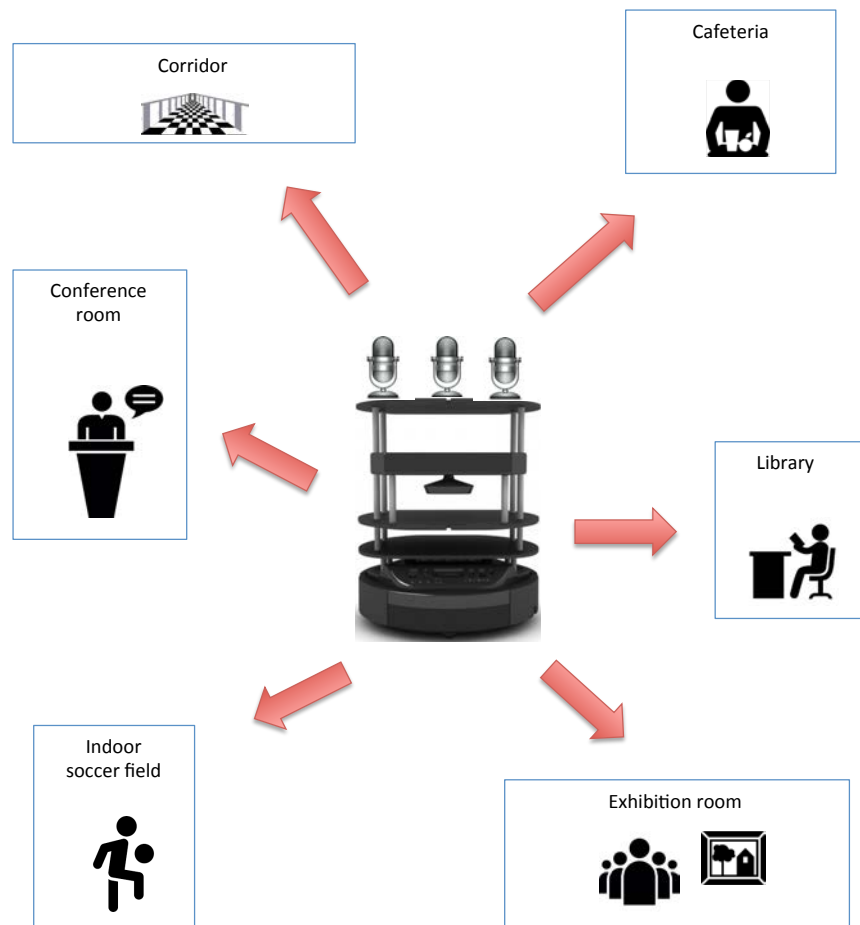 Corridor
Cafeteria
Conference
room
Library
Indoor
soccer field
Exhibition room